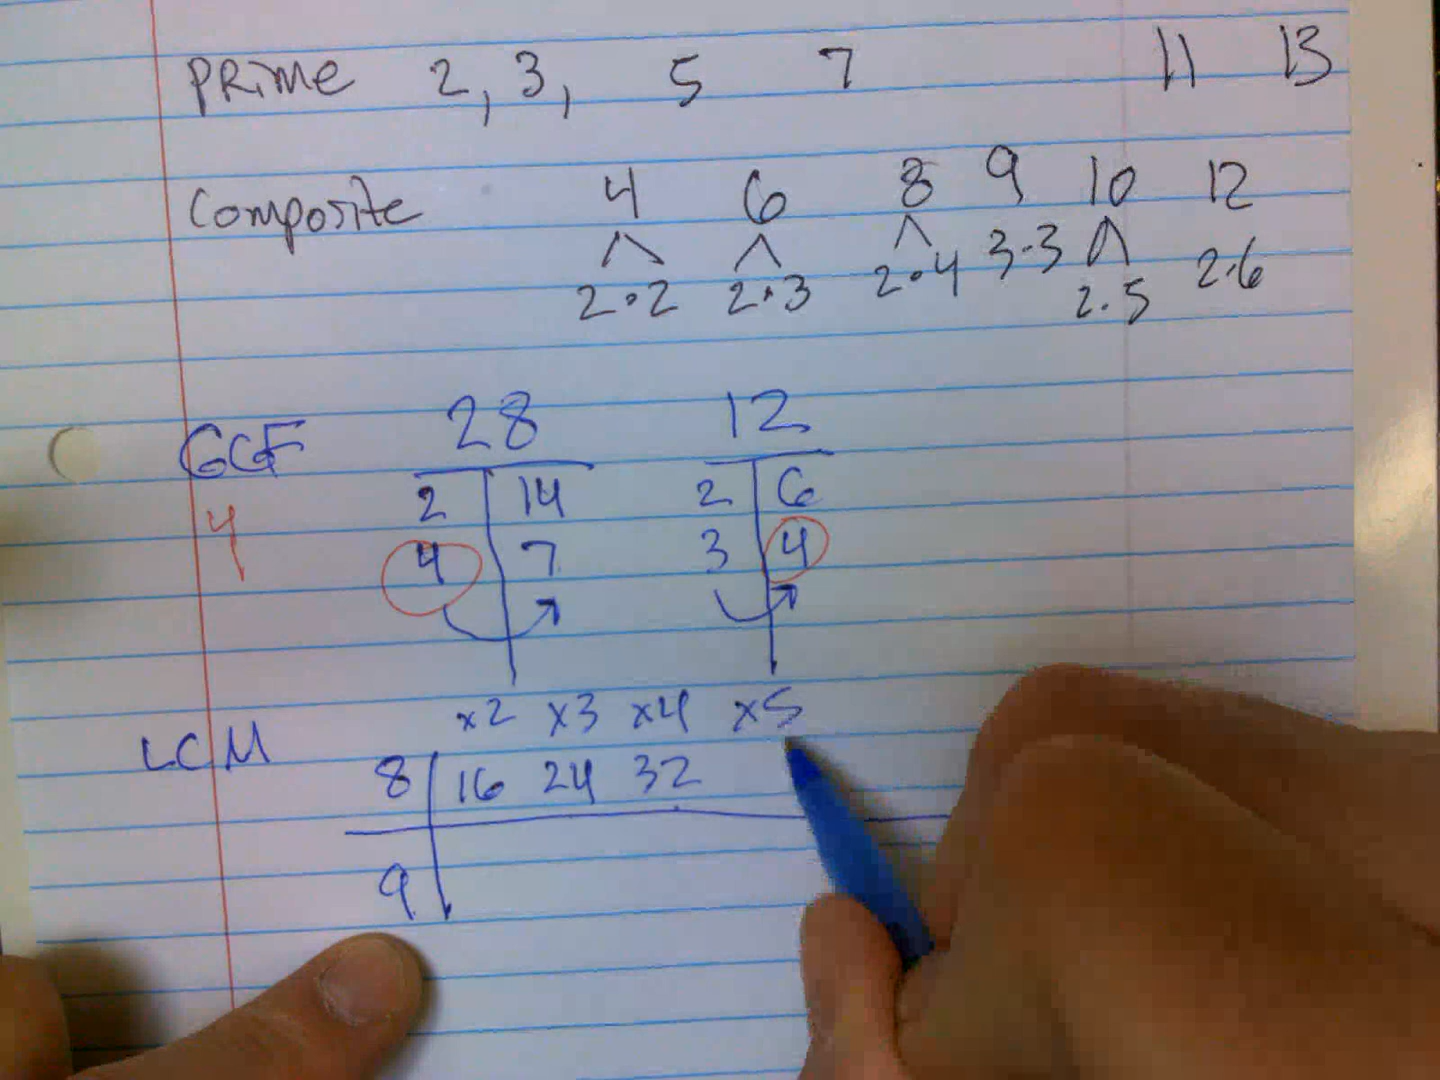 PRime 2, 3, 5 7 11 13
Composite 4 6 8 9 10 12
2•2 2•3 2•4 3•3 2•5 2•6
GCF 28 12
4 2 14 2 6
4 7 3 4
LCM x2 x3 x4 x5
8 16 24 32
9